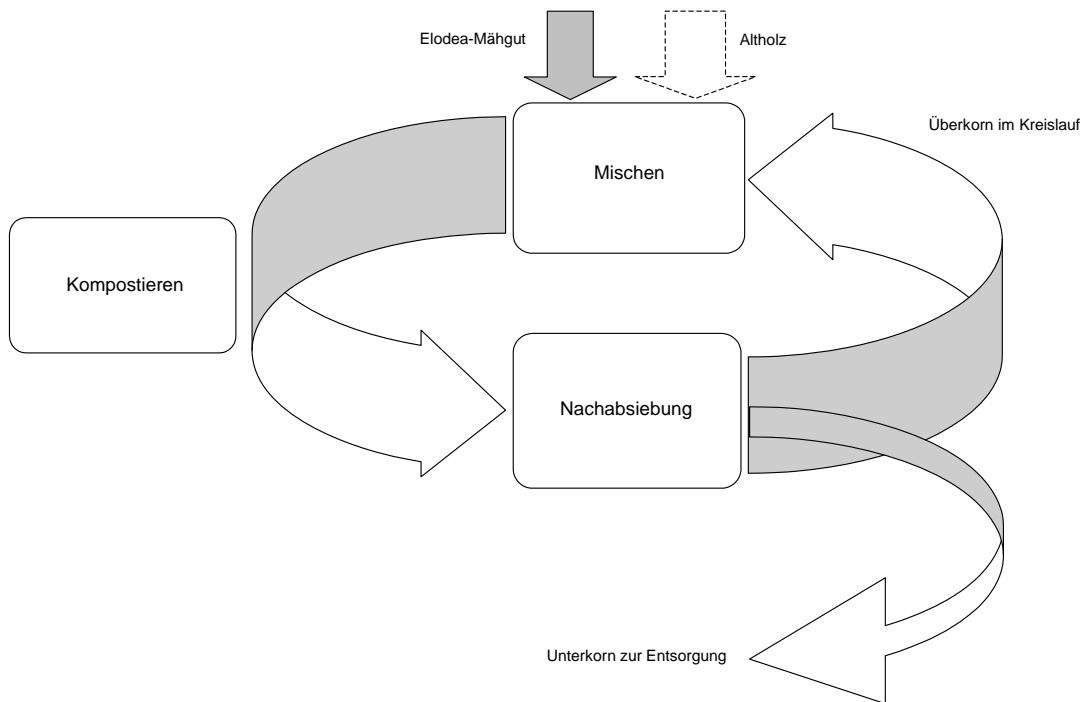 Elodea-Mähgut
Altholz
Überkorn im Kreislauf
Mischen
Kompostieren
Nachabsiebung
Unterkorn zur Entsorgung